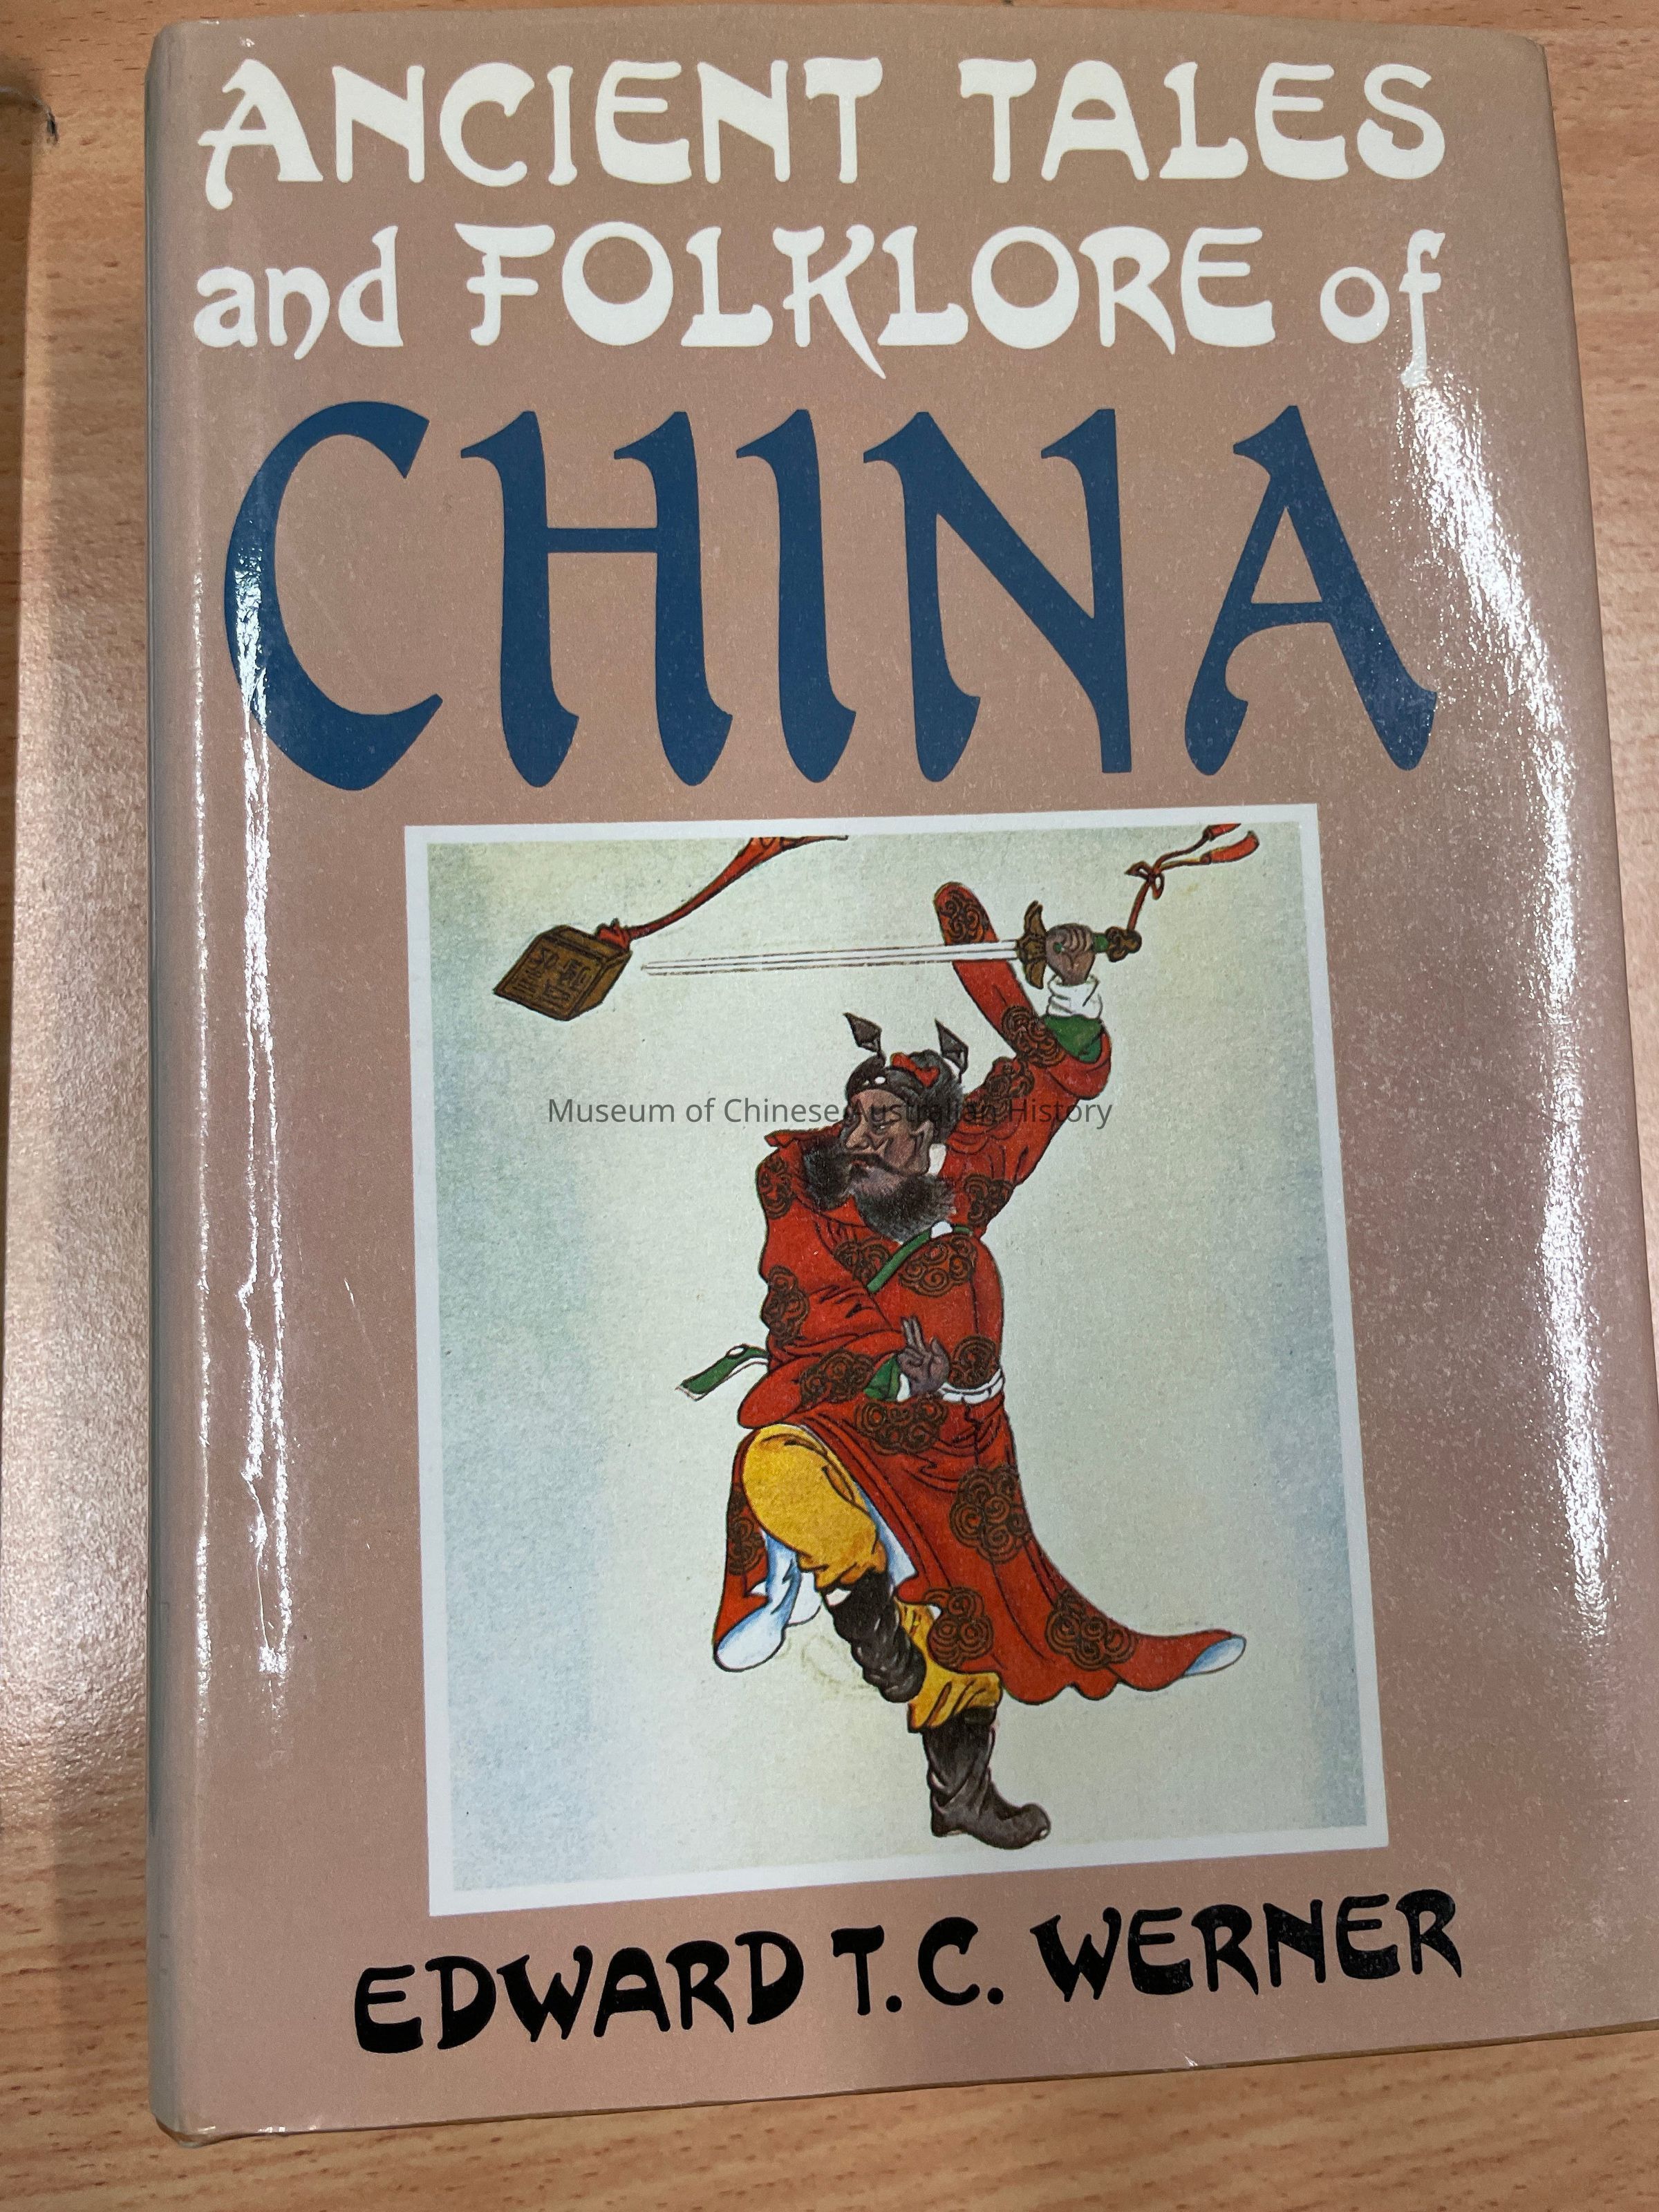 ANCIENT TALES
and FOLKLORE of
CHINA
Museum of Chinese Australian History
EDWARD T. C. WERNER